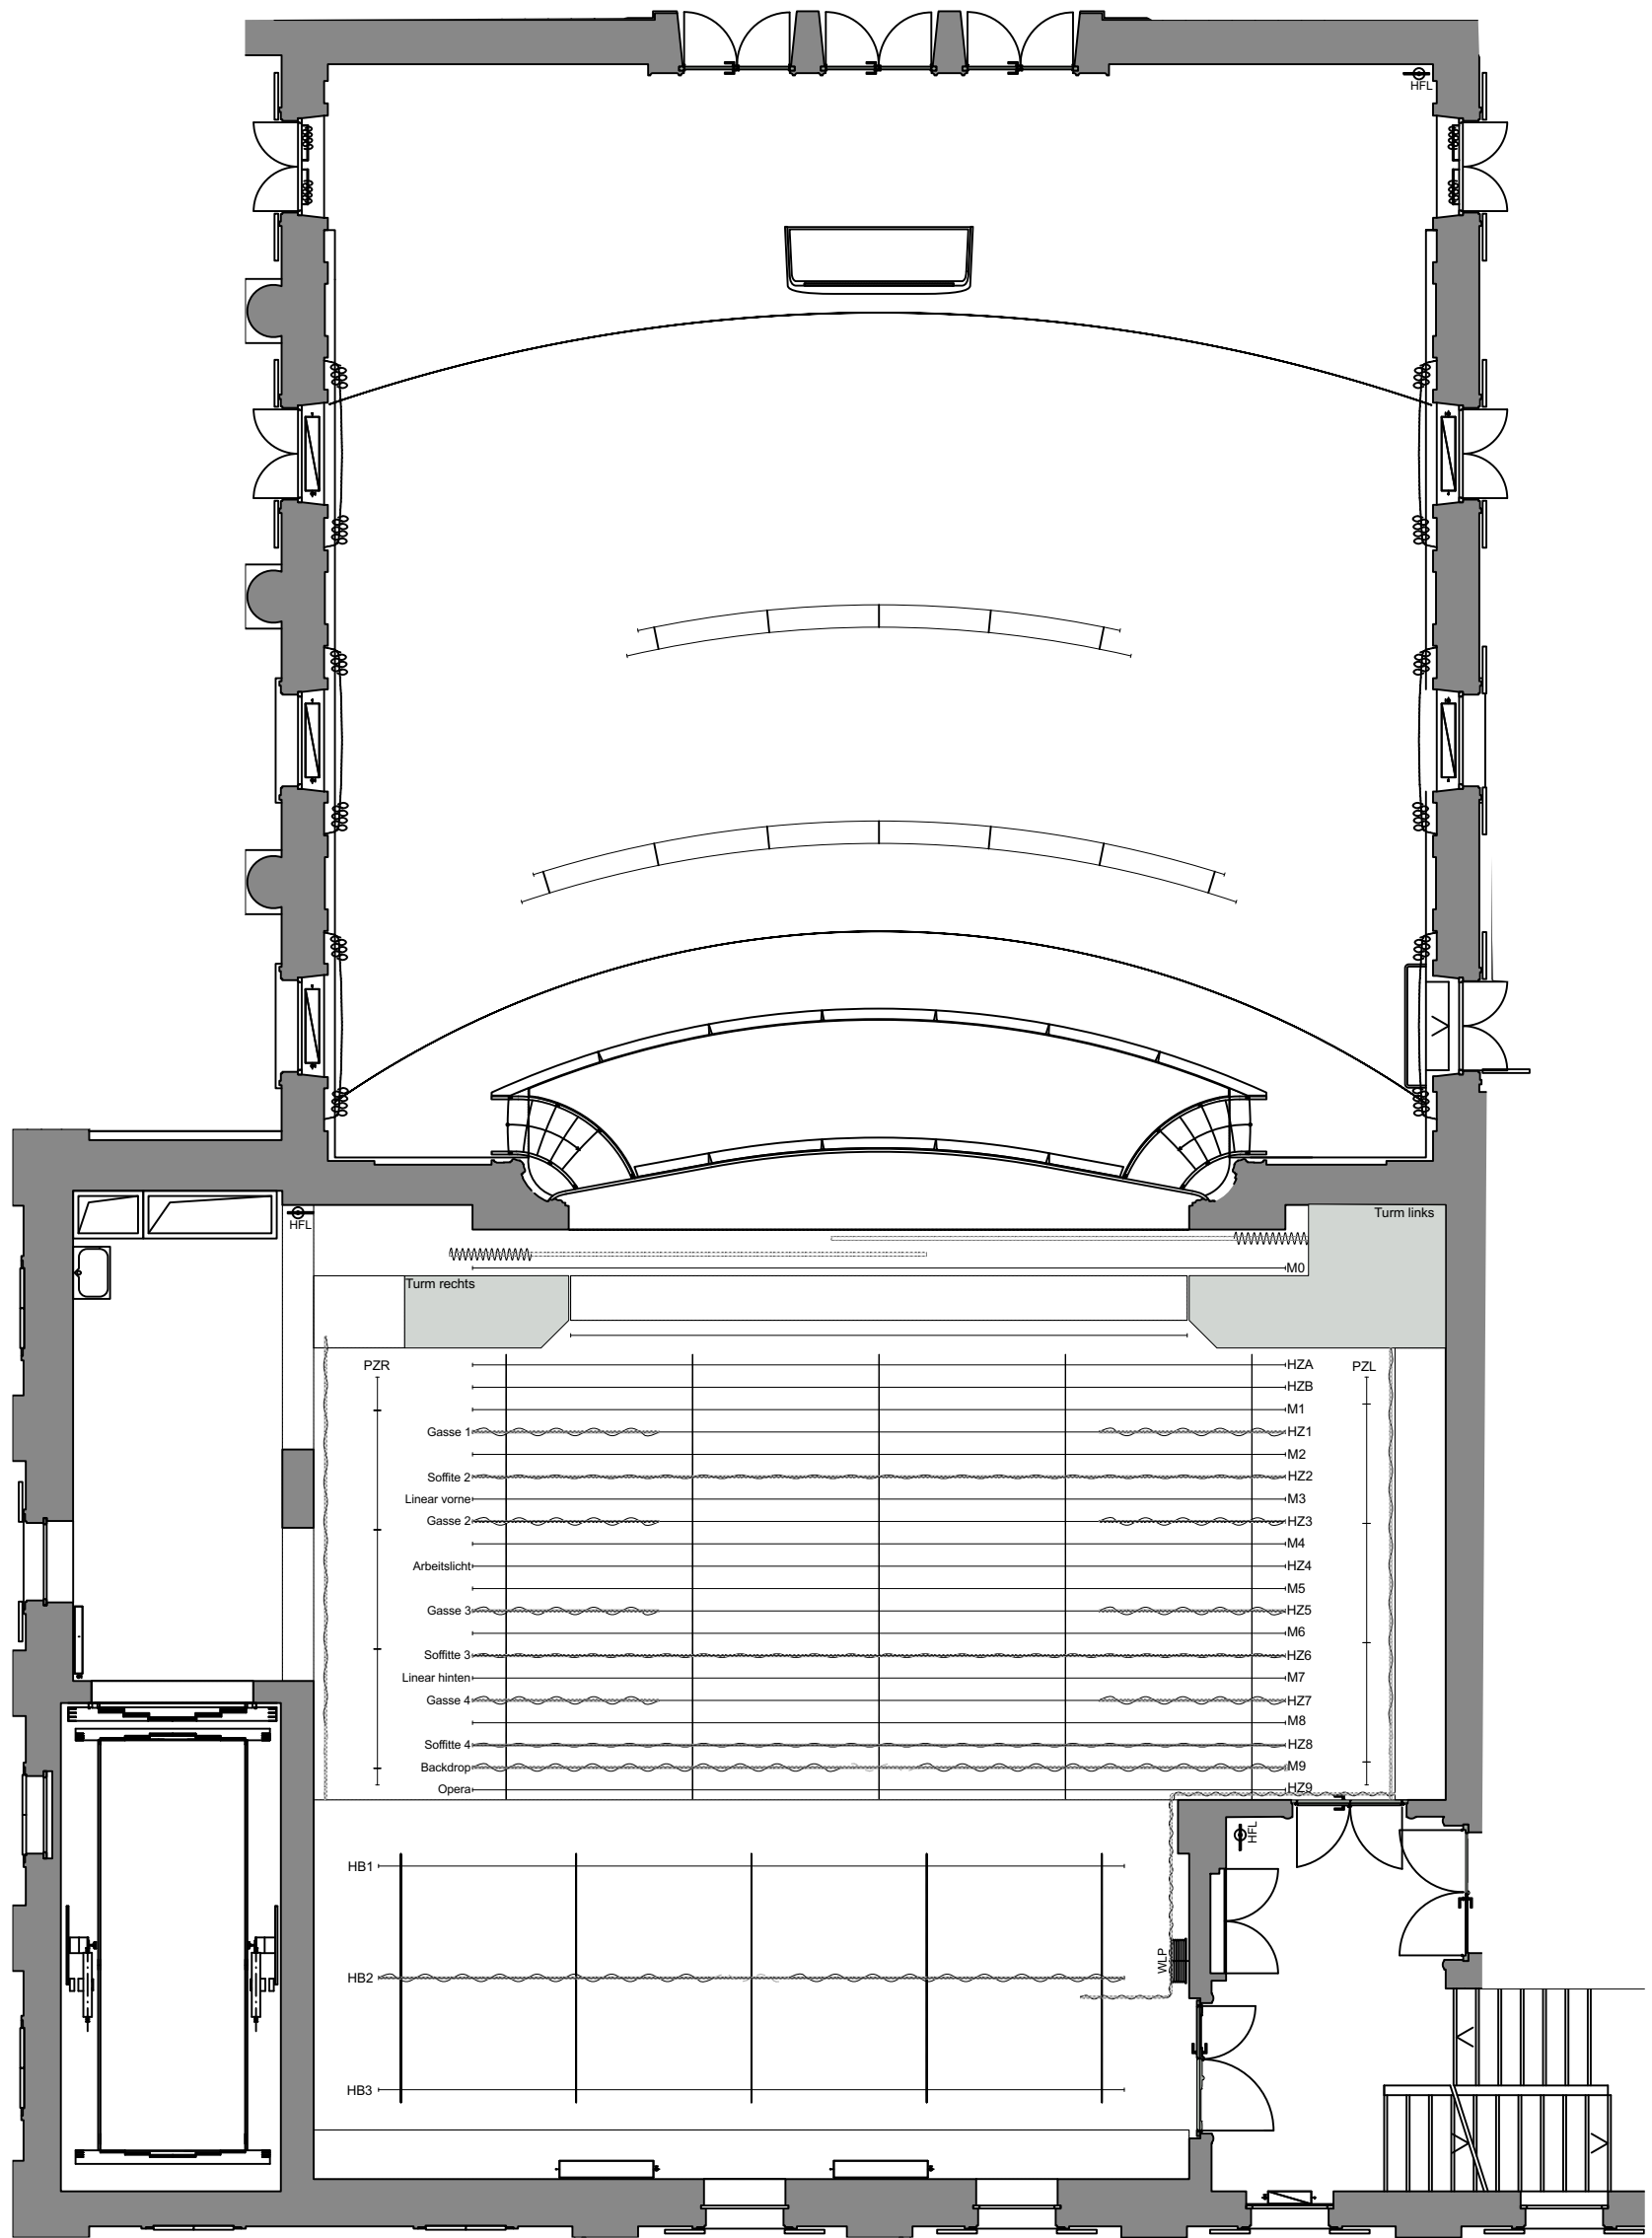 HFL
HFL
Turm links
M0
Turm rechts
PZR
HZA
PZL
HZB
M1
Gasse 1 HZ1
M2
Soffitte 2 HZ2
Linear vorne M3
Gasse 2 HZ3
M4
Arbeitslicht HZ4
M5
Gasse 3 HZ5
M6
Soffitte 3 HZ6
Linear hinten M7
Gasse 4 HZ7
M8
Soffitte 4 HZ8
Backdrop M9
Opera HZ9
HFL
HB1
WLP
HB2
HB3